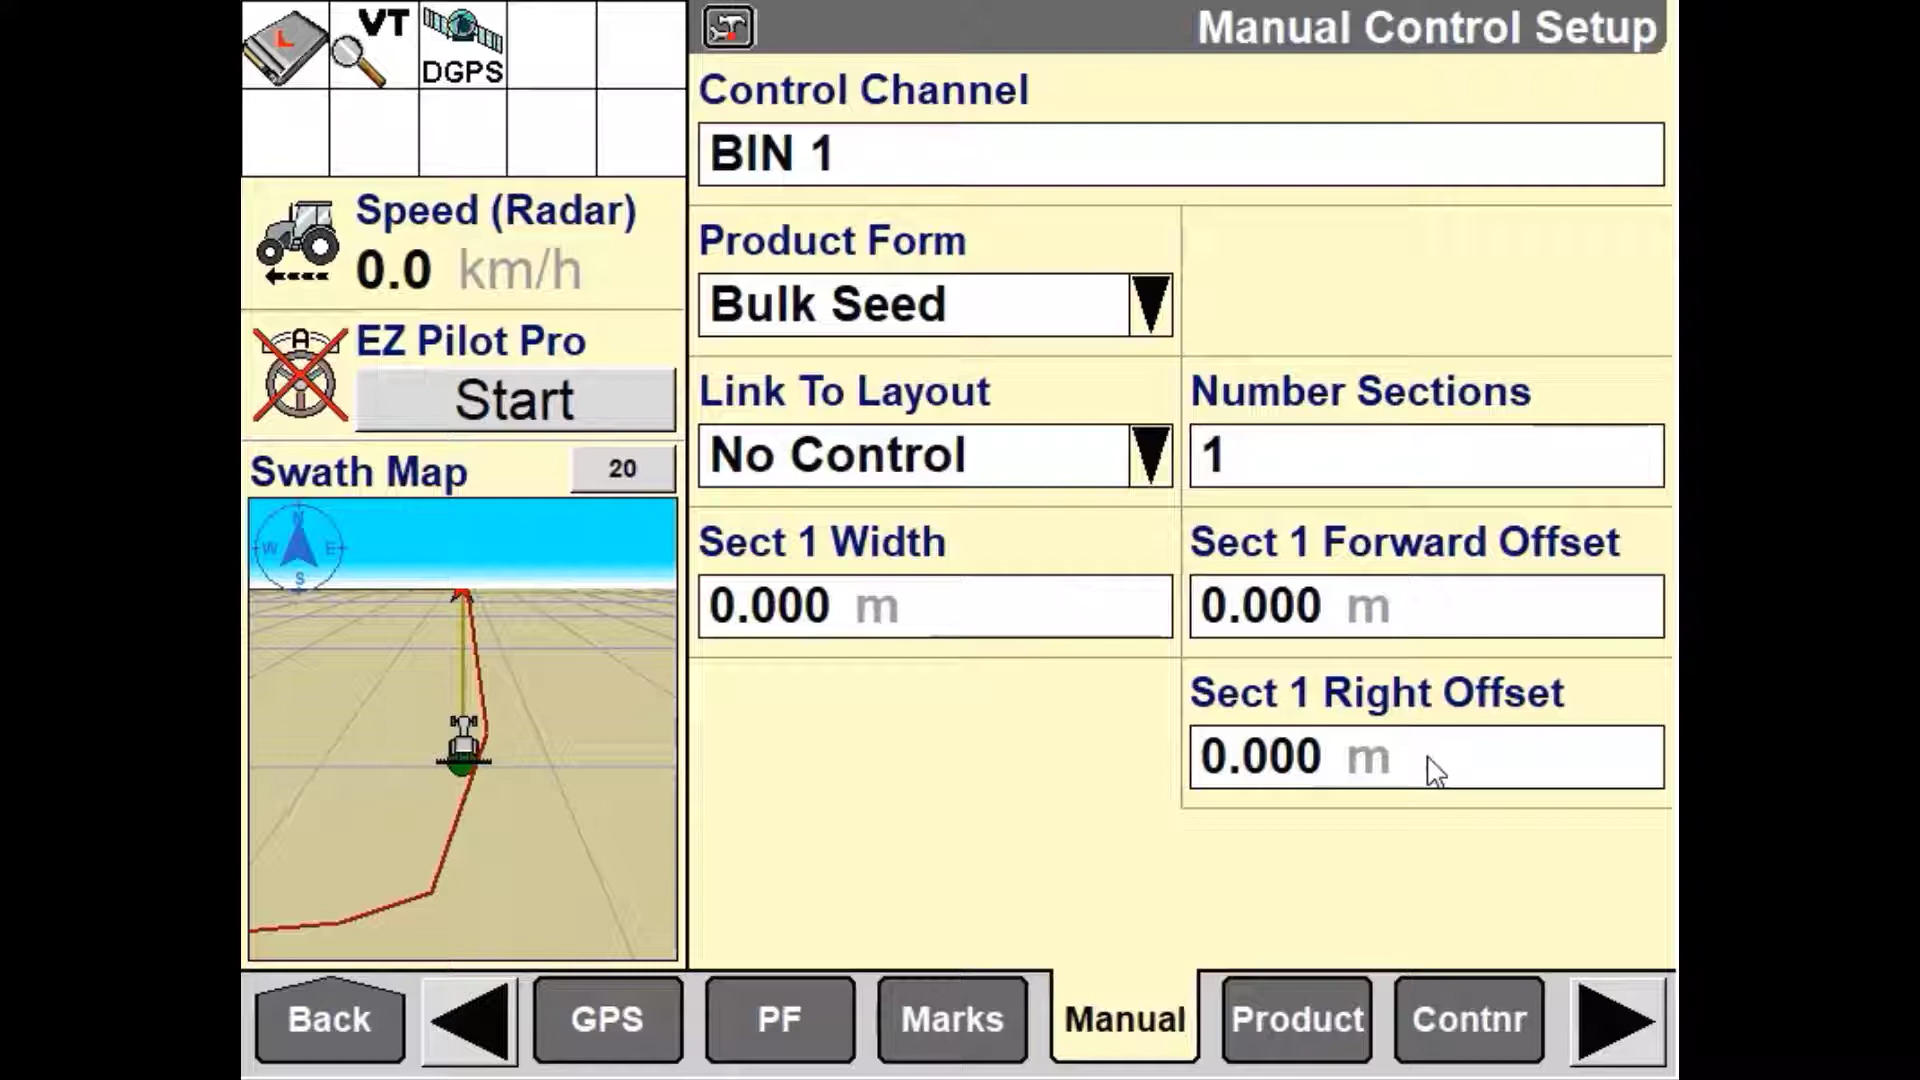 VT
L
DGPS
Manual Control Setup
Control Channel
BIN 1
Speed (Radar)
0.0 km/h
Product Form
Bulk Seed
A
EZ Pilot Pro
Start
Link To Layout
No Control
Number Sections
1
Swath Map
20
N
W E
S
Sect 1 Width
0.000 m
Sect 1 Forward Offset
0.000 m
Sect 1 Right Offset
0.000 m
Back
GPS
PF
Marks
Manual
Product
Contnr